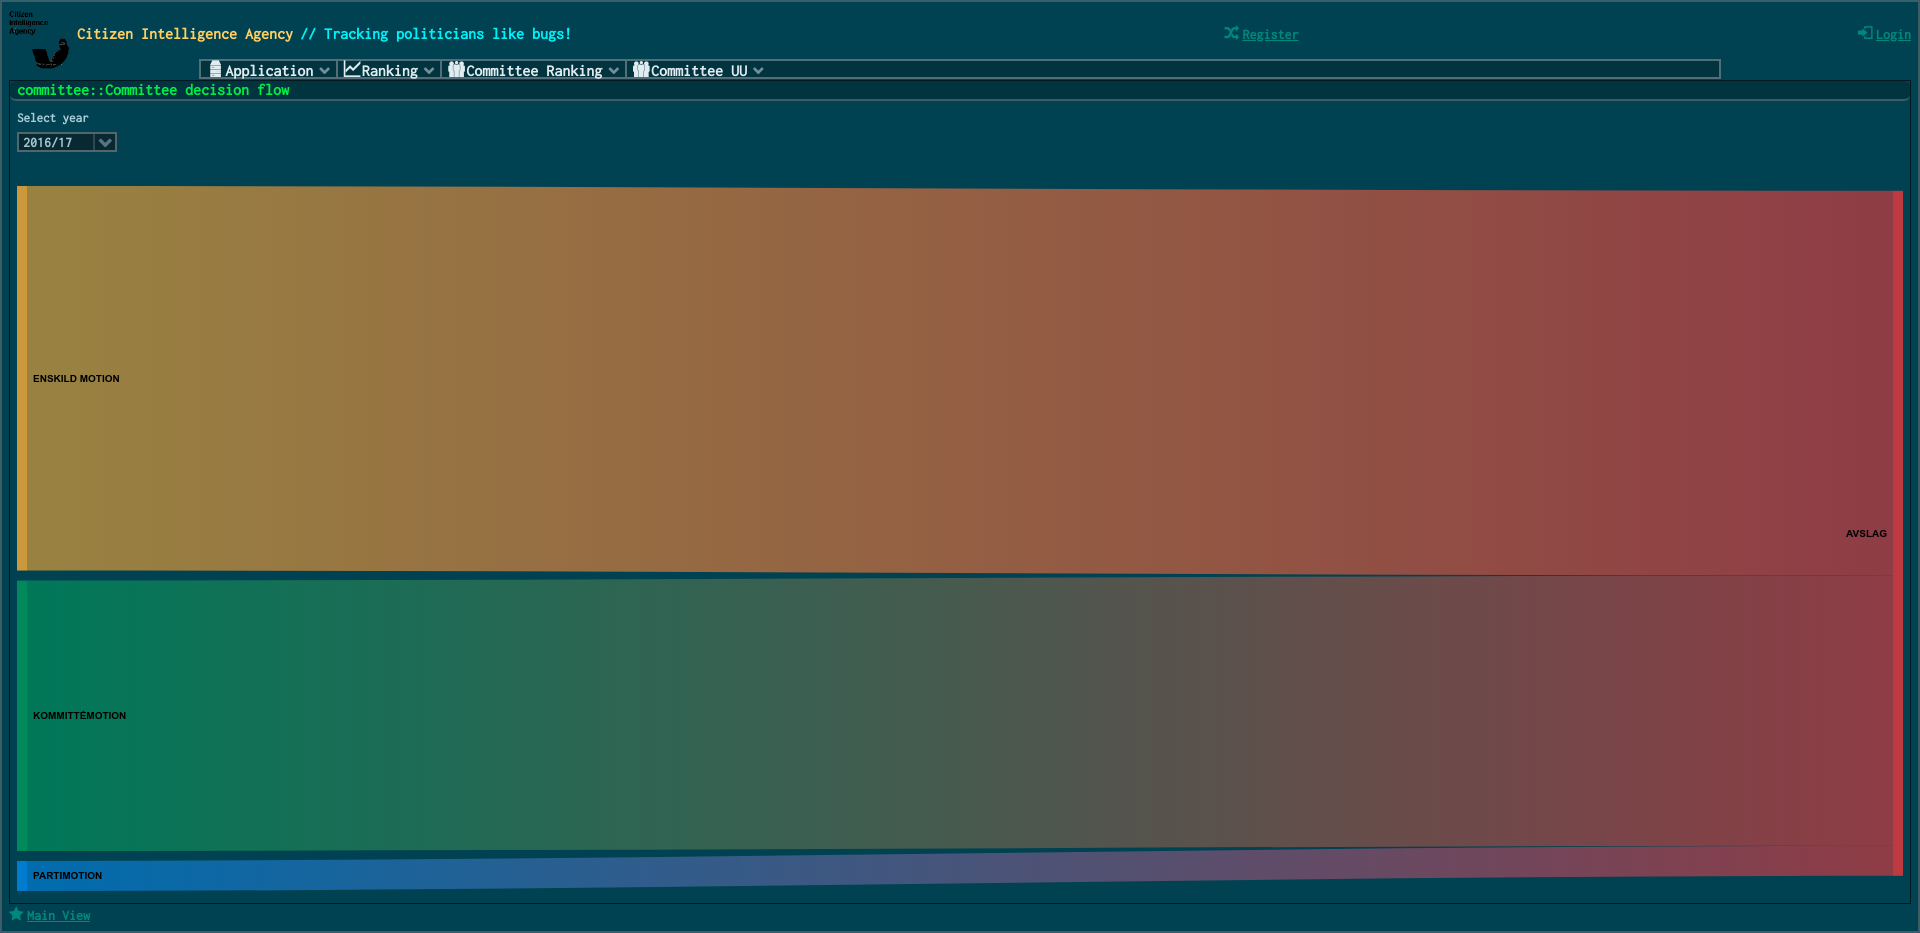 Citizen
Intelligence
Agency
Citizen Intelligence Agency // Tracking politicians like bugs!
Register
Login
Application
Ranking
Committee Ranking
Committee UU
committee::Committee decision flow
Select year
2016/17
ENSKILD MOTION
AVSLAG
KOMMITTÉMOTION
PARTIMOTION
Main View